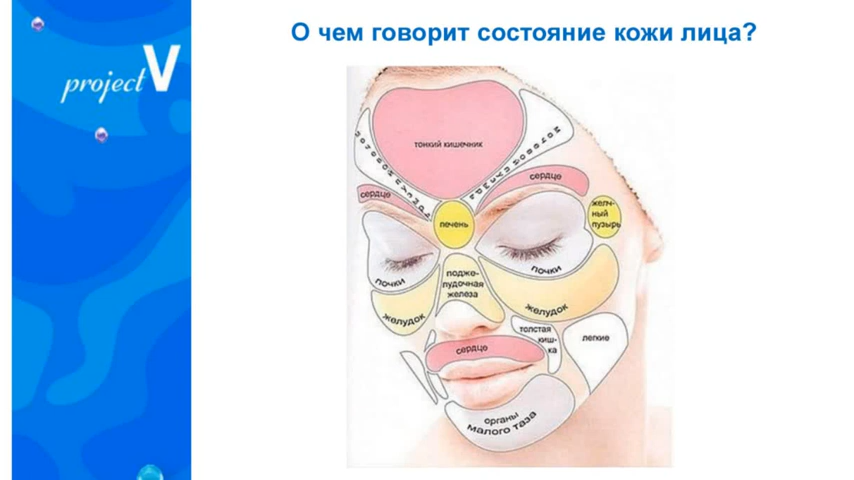 О чем говорит состояние кожи лица?
project V
тонкий кишечник
сердце
сердце
печень
желч-
ный
пузырь
почки
почки
подже-
лудочная
железа
желудок
желудок
толстая
киш-
ка
легкие
сердце
органы
малого таза